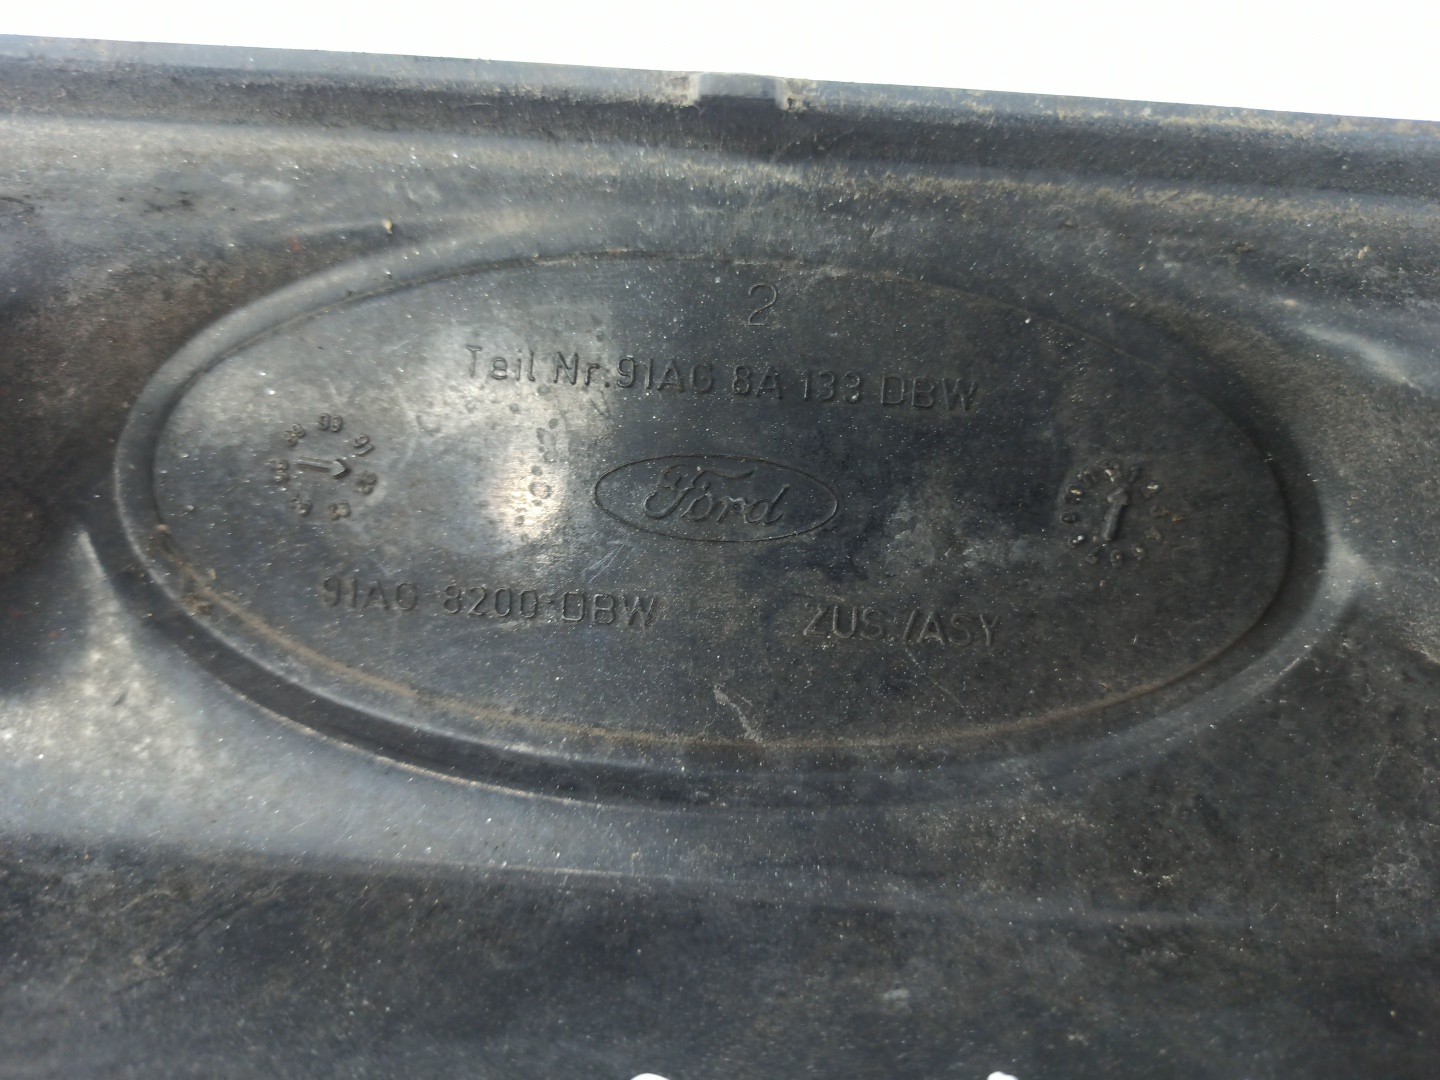 2
Teil Nr. 91AG 8A 133 DBW
Ford
91AG 8200 DBW ZUS./ASY